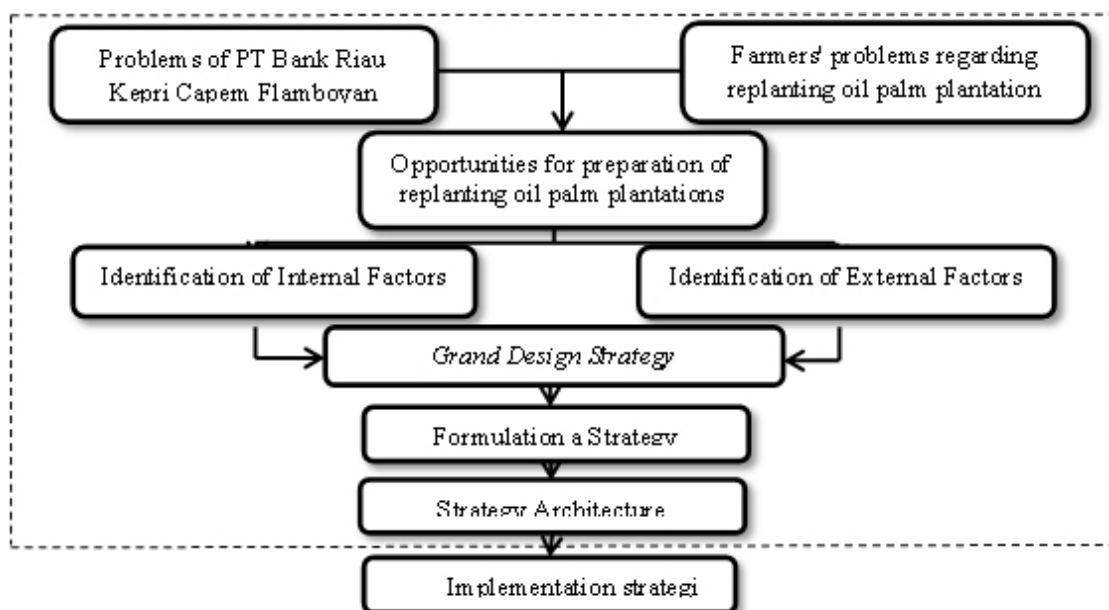 Problems of PT Bank Riau
Kepri Capem Flamboyan
Farmers' problems regarding
replanting oil palm plantation
Opportunities for preparation of
replanting oil palm plantations
Identification of Internal Factors
Identification of External Factors
Grand Design Strategy
Formulation a Strategy
Strategy Architecture
Implementation strategi